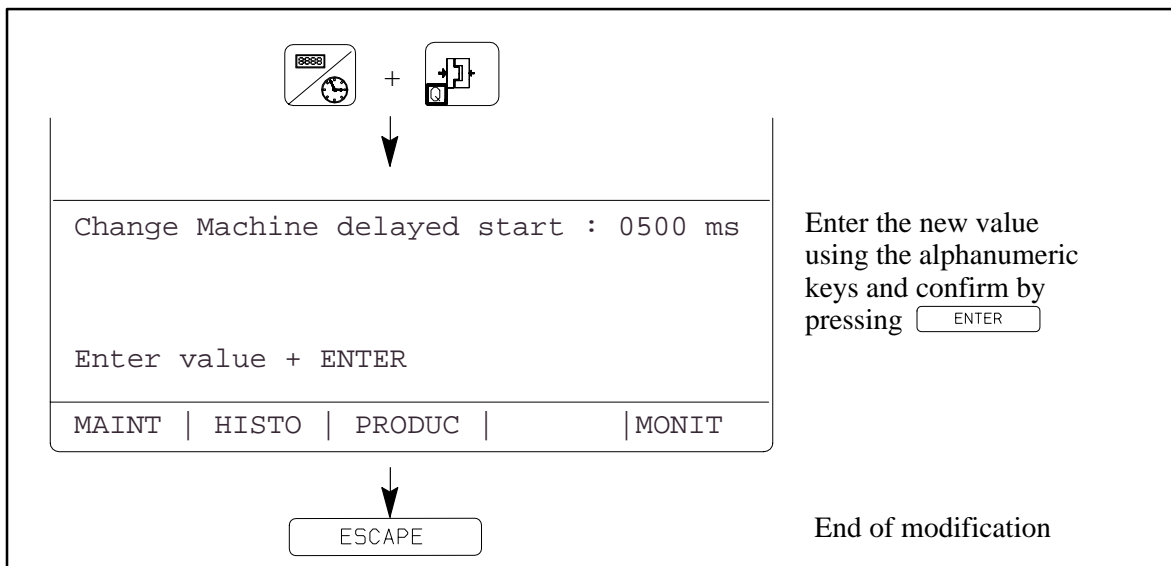 8888
+
Q
Change Machine delayed start : 0500 ms
Enter the new value
using the alphanumeric
keys and confirm by
pressing ENTER
Enter value + ENTER
MAINT | HISTO | PRODUC | |MONIT
ESCAPE
End of modification